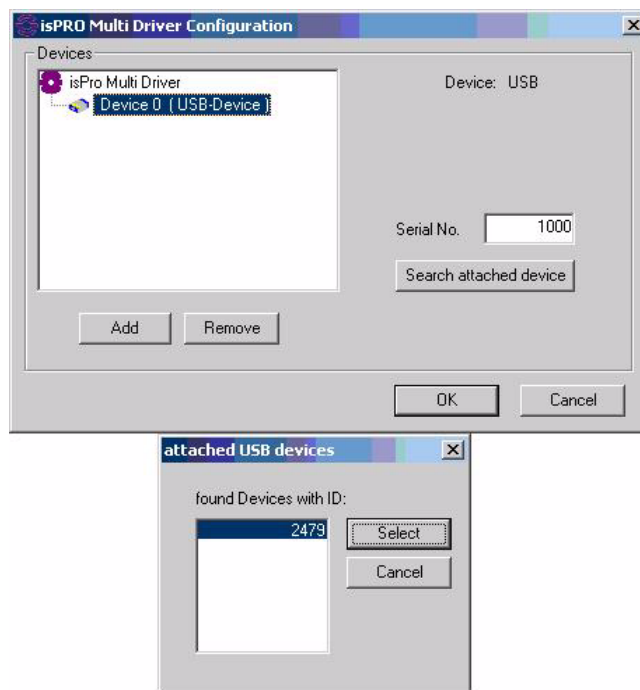 isPRO Multi Driver Configuration
Devices
isPro Multi Driver
Device 0 ( USB-Device )
Device: USB
Serial No. 1000
Search attached device
Add Remove
OK Cancel
attached USB devices
found Devices with ID:
2479
Select
Cancel